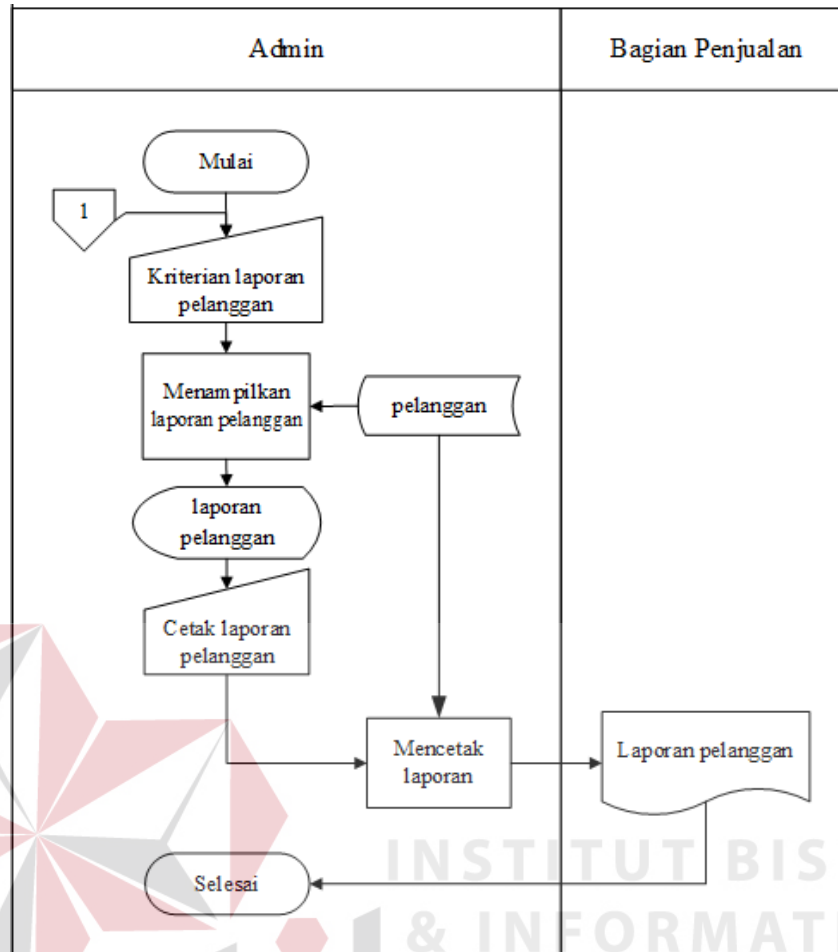 Admin
Bagian Penjualan
Mulai
1
Kriterian laporan
pelanggan
Menampilkan
laporan pelanggan
pelanggan
laporan
pelanggan
Cetak laporan
pelanggan
Mencetak
laporan
Laporan pelanggan
Selesai
INSTITUT BIS
& INFORMAT